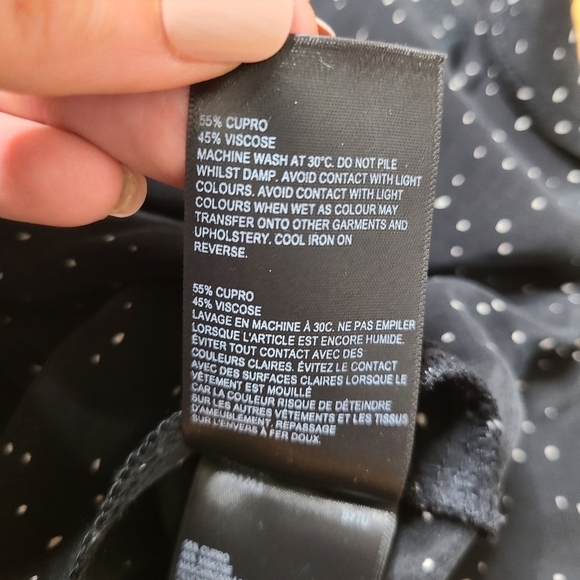 55% CUPRO
45% VISCOSE
MACHINE WASH AT 30°C. DO NOT PILE
WHILST DAMP. AVOID CONTACT WITH LIGHT
COLOURS. AVOID CONTACT WITH LIGHT
COLOURS WHEN WET AS COLOUR MAY
TRANSFER ONTO OTHER GARMENTS AND
UPHOLSTERY. COOL IRON ON
REVERSE.
55% CUPRO
45% VISCOSE
LAVAGE EN MACHINE À 30C. NE PAS EMPILER
LORSQUE L'ARTICLE EST ENCORE HUMIDE.
ÉVITER TOUT CONTACT AVEC DES
COULEURS CLAIRES. ÉVITEZ LE CONTACT
AVEC DES SURFACES CLAIRES LORSQUE LE
VÊTEMENT EST MOUILLÉ
CAR LA COULEUR RISQUE DE DÉTEINDRE
SUR LES AUTRES VÊTEMENTS ET LES TISSUS
D'AMEUBLEMENT. REPASSAGE
SUR L'ENVERS À FER DOUX.
CUPRO